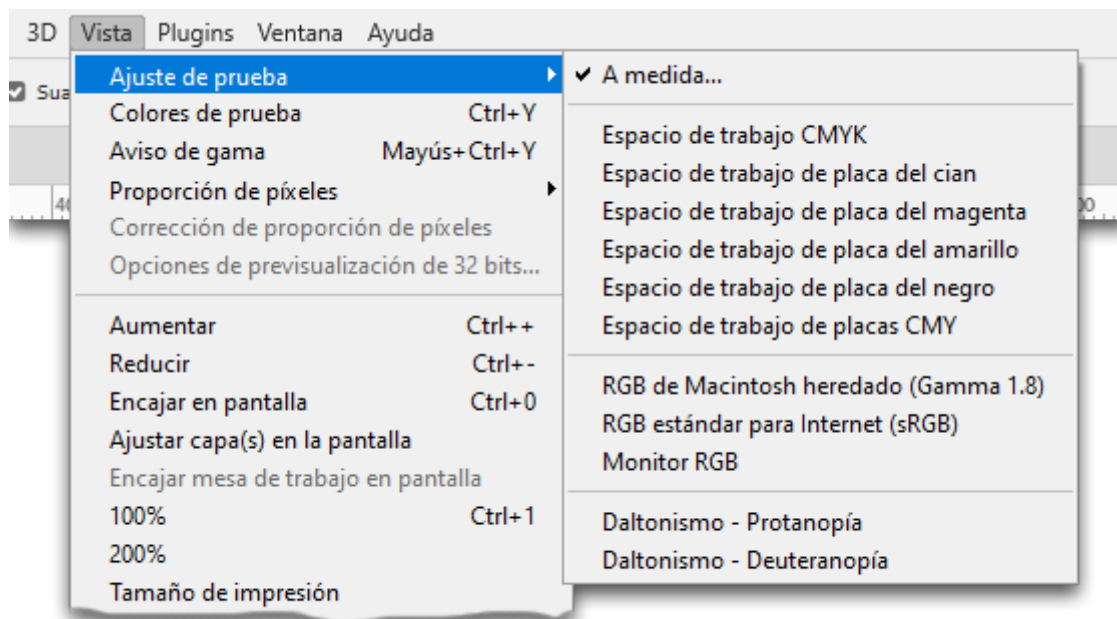 3D Vista Plugins Ventana Ayuda
Sua
Ajuste de prueba
Colores de prueba Ctrl+Y
Aviso de gama Mayús+Ctrl+Y
Proporción de píxeles
Corrección de proporción de píxeles
Opciones de previsualización de 32 bits...
Aumentar Ctrl++
Reducir Ctrl+-
Encajar en pantalla Ctrl+0
Ajustar capa(s) en la pantalla
Encajar mesa de trabajo en pantalla
100% Ctrl+1
200%
Tamaño de impresión
A medida...
Espacio de trabajo CMYK
Espacio de trabajo de placa del cian
Espacio de trabajo de placa del magenta
Espacio de trabajo de placa del amarillo
Espacio de trabajo de placa del negro
Espacio de trabajo de placas CMY
RGB de Macintosh heredado (Gamma 1.8)
RGB estándar para Internet (sRGB)
Monitor RGB
Daltonismo - Protanopía
Daltonismo - Deuteranopía